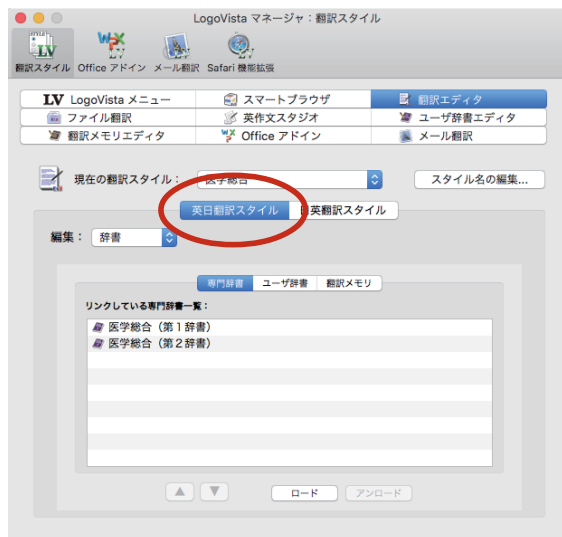 LogoVista マネージャ：翻訳スタイル
翻訳スタイル Office アドイン メール翻訳 Safari 機能拡張
LV LogoVista メニュー スマートブラウザ 翻訳エディタ
ファイル翻訳 英作文スタジオ ユーザ辞書エディタ
翻訳メモリエディタ Office アドイン メール翻訳
現在の翻訳スタイル： 医学総合 スタイル名の編集...
英日翻訳スタイル 日英翻訳スタイル
編集： 辞書
専門辞書 ユーザ辞書 翻訳メモリ
リンクしている専門辞書一覧：
医学総合（第１辞書）
医学総合（第２辞書）
ロード アンロード